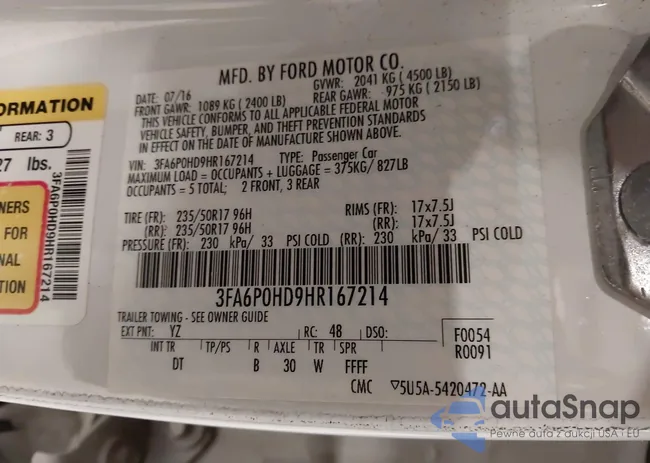 ORMATION
REAR: 3
27 lbs.
NERS
FOR
NAL
TION
3FA6P0HD9HR167214
MFD. BY FORD MOTOR CO.
DATE: 07/16 GVWR: 2041 KG ( 4500 LB)
FRONT GAWR: 1089 KG ( 2400 LB) REAR GAWR: 975 KG ( 2150 LB)
THIS VEHICLE CONFORMS TO ALL APPLICABLE FEDERAL MOTOR
VEHICLE SAFETY, BUMPER, AND THEFT PREVENTION STANDARDS
IN EFFECT ON THE DATE OF MANUFACTURE SHOWN ABOVE.
VIN: 3FA6P0HD9HR167214 TYPE: Passenger Car
MAXIMUM LOAD = OCCUPANTS + LUGGAGE = 375KG/ 827LB
OCCUPANTS = 5 TOTAL; 2 FRONT, 3 REAR
TIRE (FR): 235/50R17 96H RIMS (FR): 17x7.5J
(RR): 235/50R17 96H (RR): 17x7.5J
PRESSURE (FR): 230 kPa/ 33 PSI COLD (RR): 230 kPa/ 33 PSI COLD
3FA6P0HD9HR167214
TRAILER TOWING - SEE OWNER GUIDE
EXT PNT: YZ RC: 48 DSO: F0054
R0091
INT TR TP/PS R AXLE TR SPR
DT B 30 W FFFF
CMC ▽5U5A-5420472-AA
autaSnap
Pewne auta z aukcji USA i EU